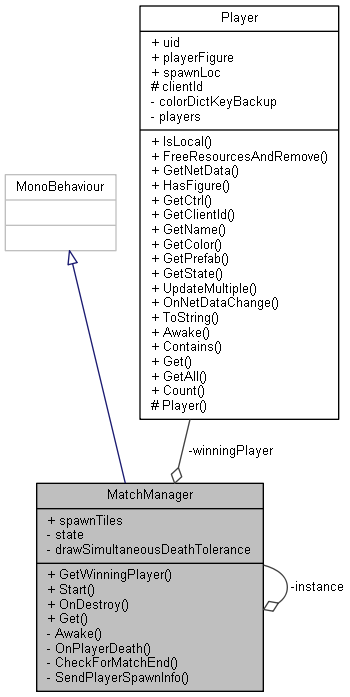 Player
+ uid
+ playerFigure
+ spawnLoc
# clientId
- colorDictKeyBackup
- players
+ IsLocal()
+ FreeResourcesAndRemove()
+ GetNetData()
+ HasFigure()
+ GetCtrl()
+ GetClientId()
+ GetName()
+ GetColor()
+ GetPrefab()
+ GetState()
+ UpdateMultiple()
+ OnNetDataChange()
+ ToString()
+ Awake()
+ Contains()
+ Get()
+ GetAll()
+ Count()
# Player()
MonoBehaviour
-winningPlayer
MatchManager
+ spawnTiles
- state
- drawSimultaneousDeathTolerance
+ GetWinningPlayer()
+ Start()
+ OnDestroy()
+ Get()
- Awake()
- OnPlayerDeath()
- CheckForMatchEnd()
- SendPlayerSpawnInfo()
-instance